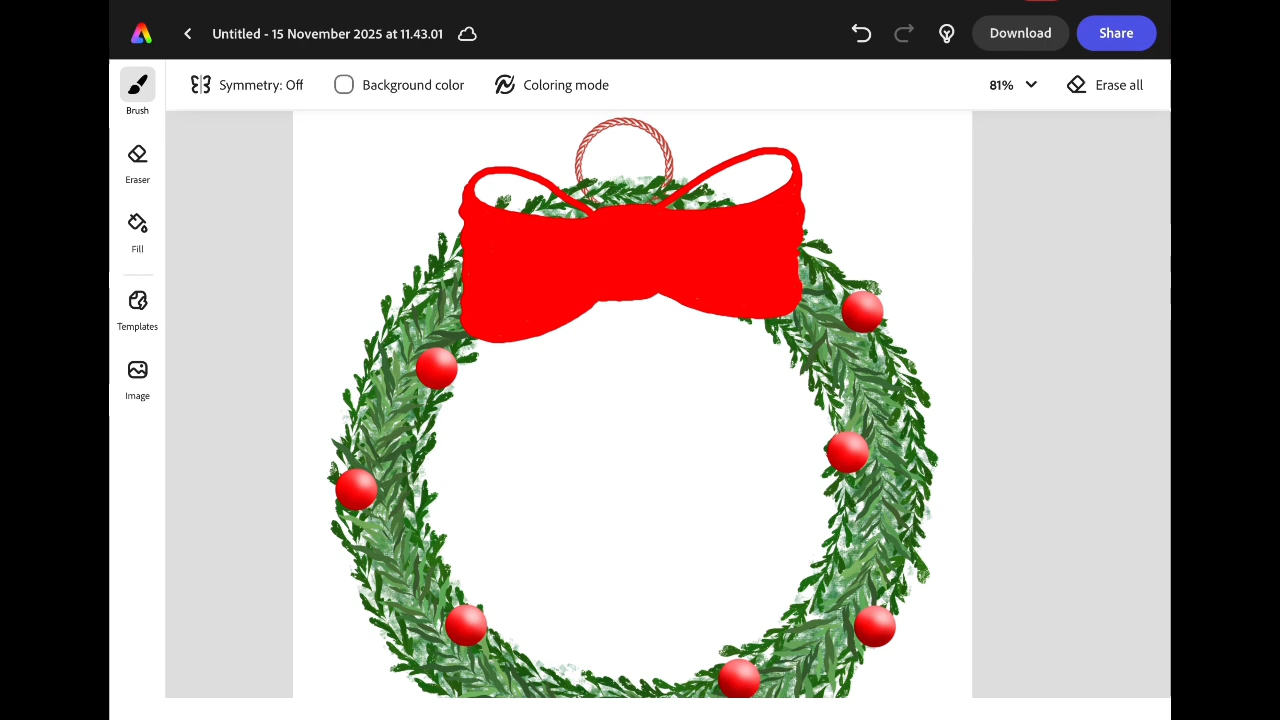 Untitled - 15 November 2025 at 11.43.01
Download
Share
Symmetry: Off
Background color
Coloring mode
81%
Erase all
Brush
Eraser
Fill
Templates
Image